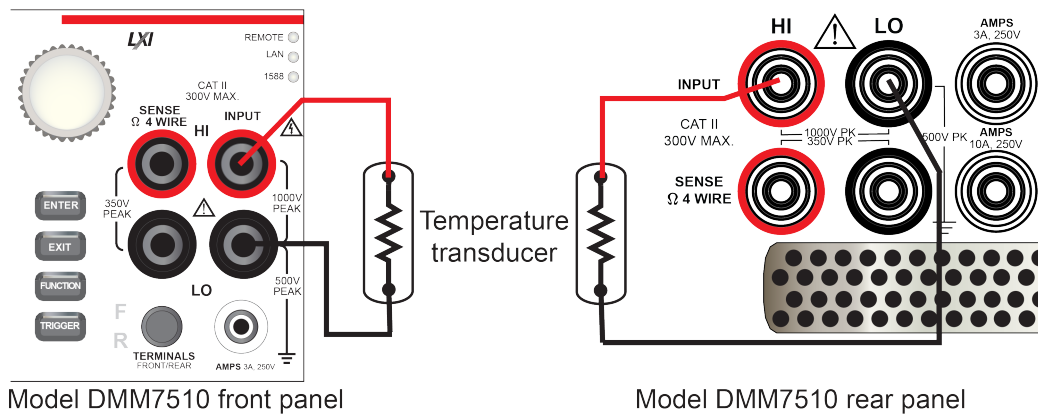 LXI
REMOTE
LAN
1588
CAT II
300V MAX.
SENSE
Ω 4 WIRE
HI
INPUT
350V
PEAK
1000V
PEAK
500V
PEAK
LO
ENTER
EXIT
FUNCTION
TRIGGER
F
R
TERMINALS
FRONT/REAR
AMPS 3A, 250V
Model DMM7510 front panel
Temperature
transducer
HI
LO
AMPS
3A, 250V
INPUT
CAT II
300V MAX.
1000V PK
350V PK
500V PK
AMPS
10A, 250V
SENSE
Ω 4 WIRE
Model DMM7510 rear panel